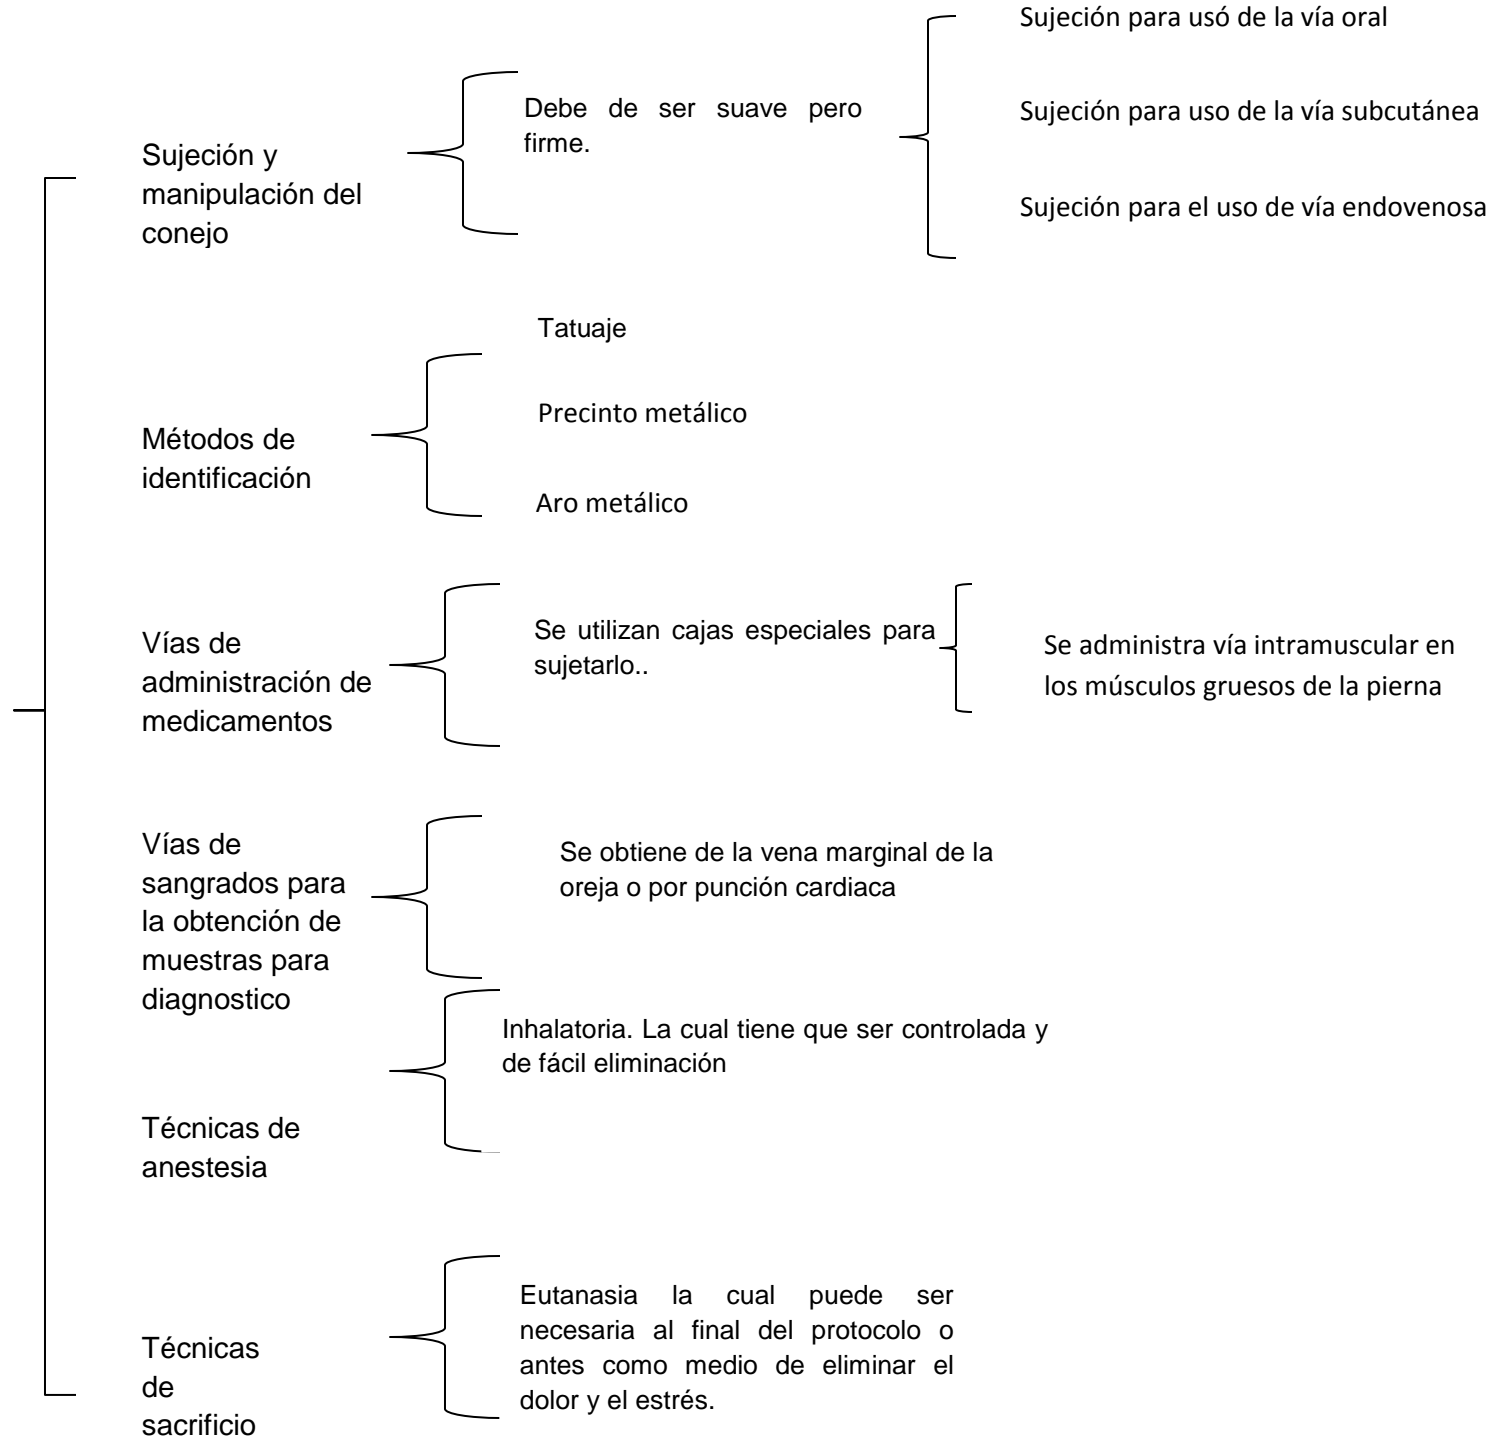 Sujeción y
manipulación del
conejo
Debe de ser suave pero
firme.
Sujeción para usó de la vía oral
Sujeción para uso de la vía subcutánea
Sujeción para el uso de vía endovenosa
Métodos de
identificación
Tatuaje
Precinto metálico
Aro metálico
Vías de
administración de
medicamentos
Se utilizan cajas especiales para
sujetarlo..
Se administra vía intramuscular en
los músculos gruesos de la pierna
Vías de
sangrados para
la obtención de
muestras para
diagnostico
Se obtiene de la vena marginal de la
oreja o por punción cardiaca
Técnicas de
anestesia
Inhalatoria. La cual tiene que ser controlada y
de fácil eliminación
Técnicas
de
sacrificio
Eutanasia la cual puede ser
necesaria al final del protocolo o
antes como medio de eliminar el
dolor y el estrés.